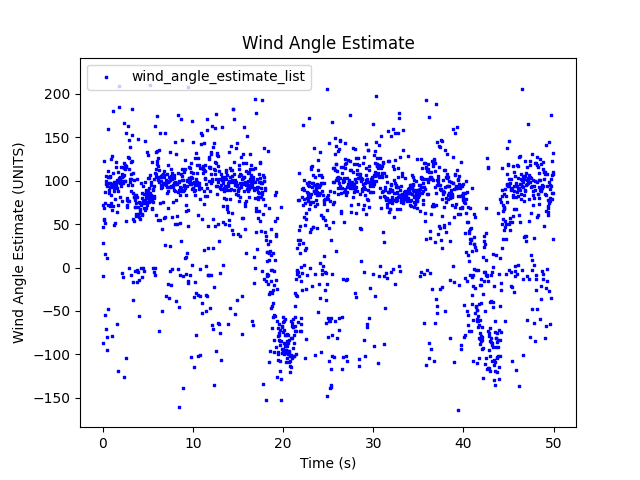 Wind Angle Estimate
wind_angle_estimate_list
Wind Angle Estimate (UNITS)
200
150
100
50
0
−50
−100
−150
0 10 20 30 40 50
Time (s)